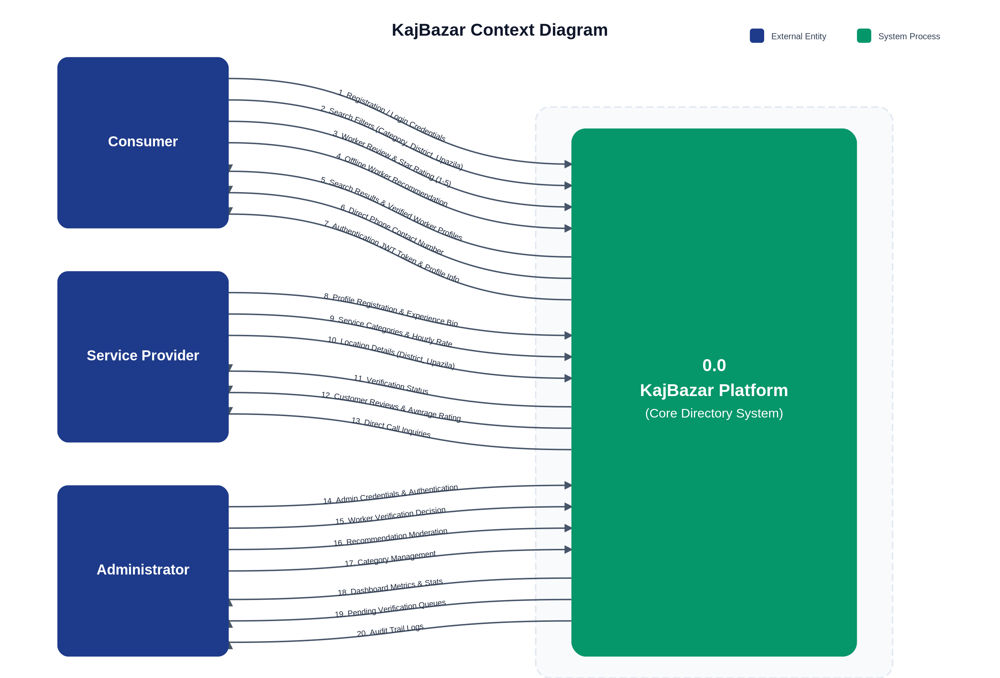 KajBazar Context Diagram
External Entity
System Process
Consumer
1. Registration / Login Credentials
2. Search Filters (Category, District, Upazila)
3. Worker Review & Star Rating (1-5)
4. Offline Worker Recommendation
5. Search Results & Verified Worker Profiles
6. Direct Phone Contact Number
7. Authentication JWT Token & Profile Info
Service Provider
8. Profile Registration & Experience Bio
9. Service Categories & Hourly Rate
10. Location Details (District, Upazila)
11. Verification Status
12. Customer Reviews & Average Rating
13. Direct Call Inquiries
0.0
KajBazar Platform
(Core Directory System)
Administrator
14. Admin Credentials & Authentication
15. Worker Verification Decision
16. Recommendation Moderation
17. Category Management
18. Dashboard Metrics & Stats
19. Pending Verification Queues
20. Audit Trail Logs